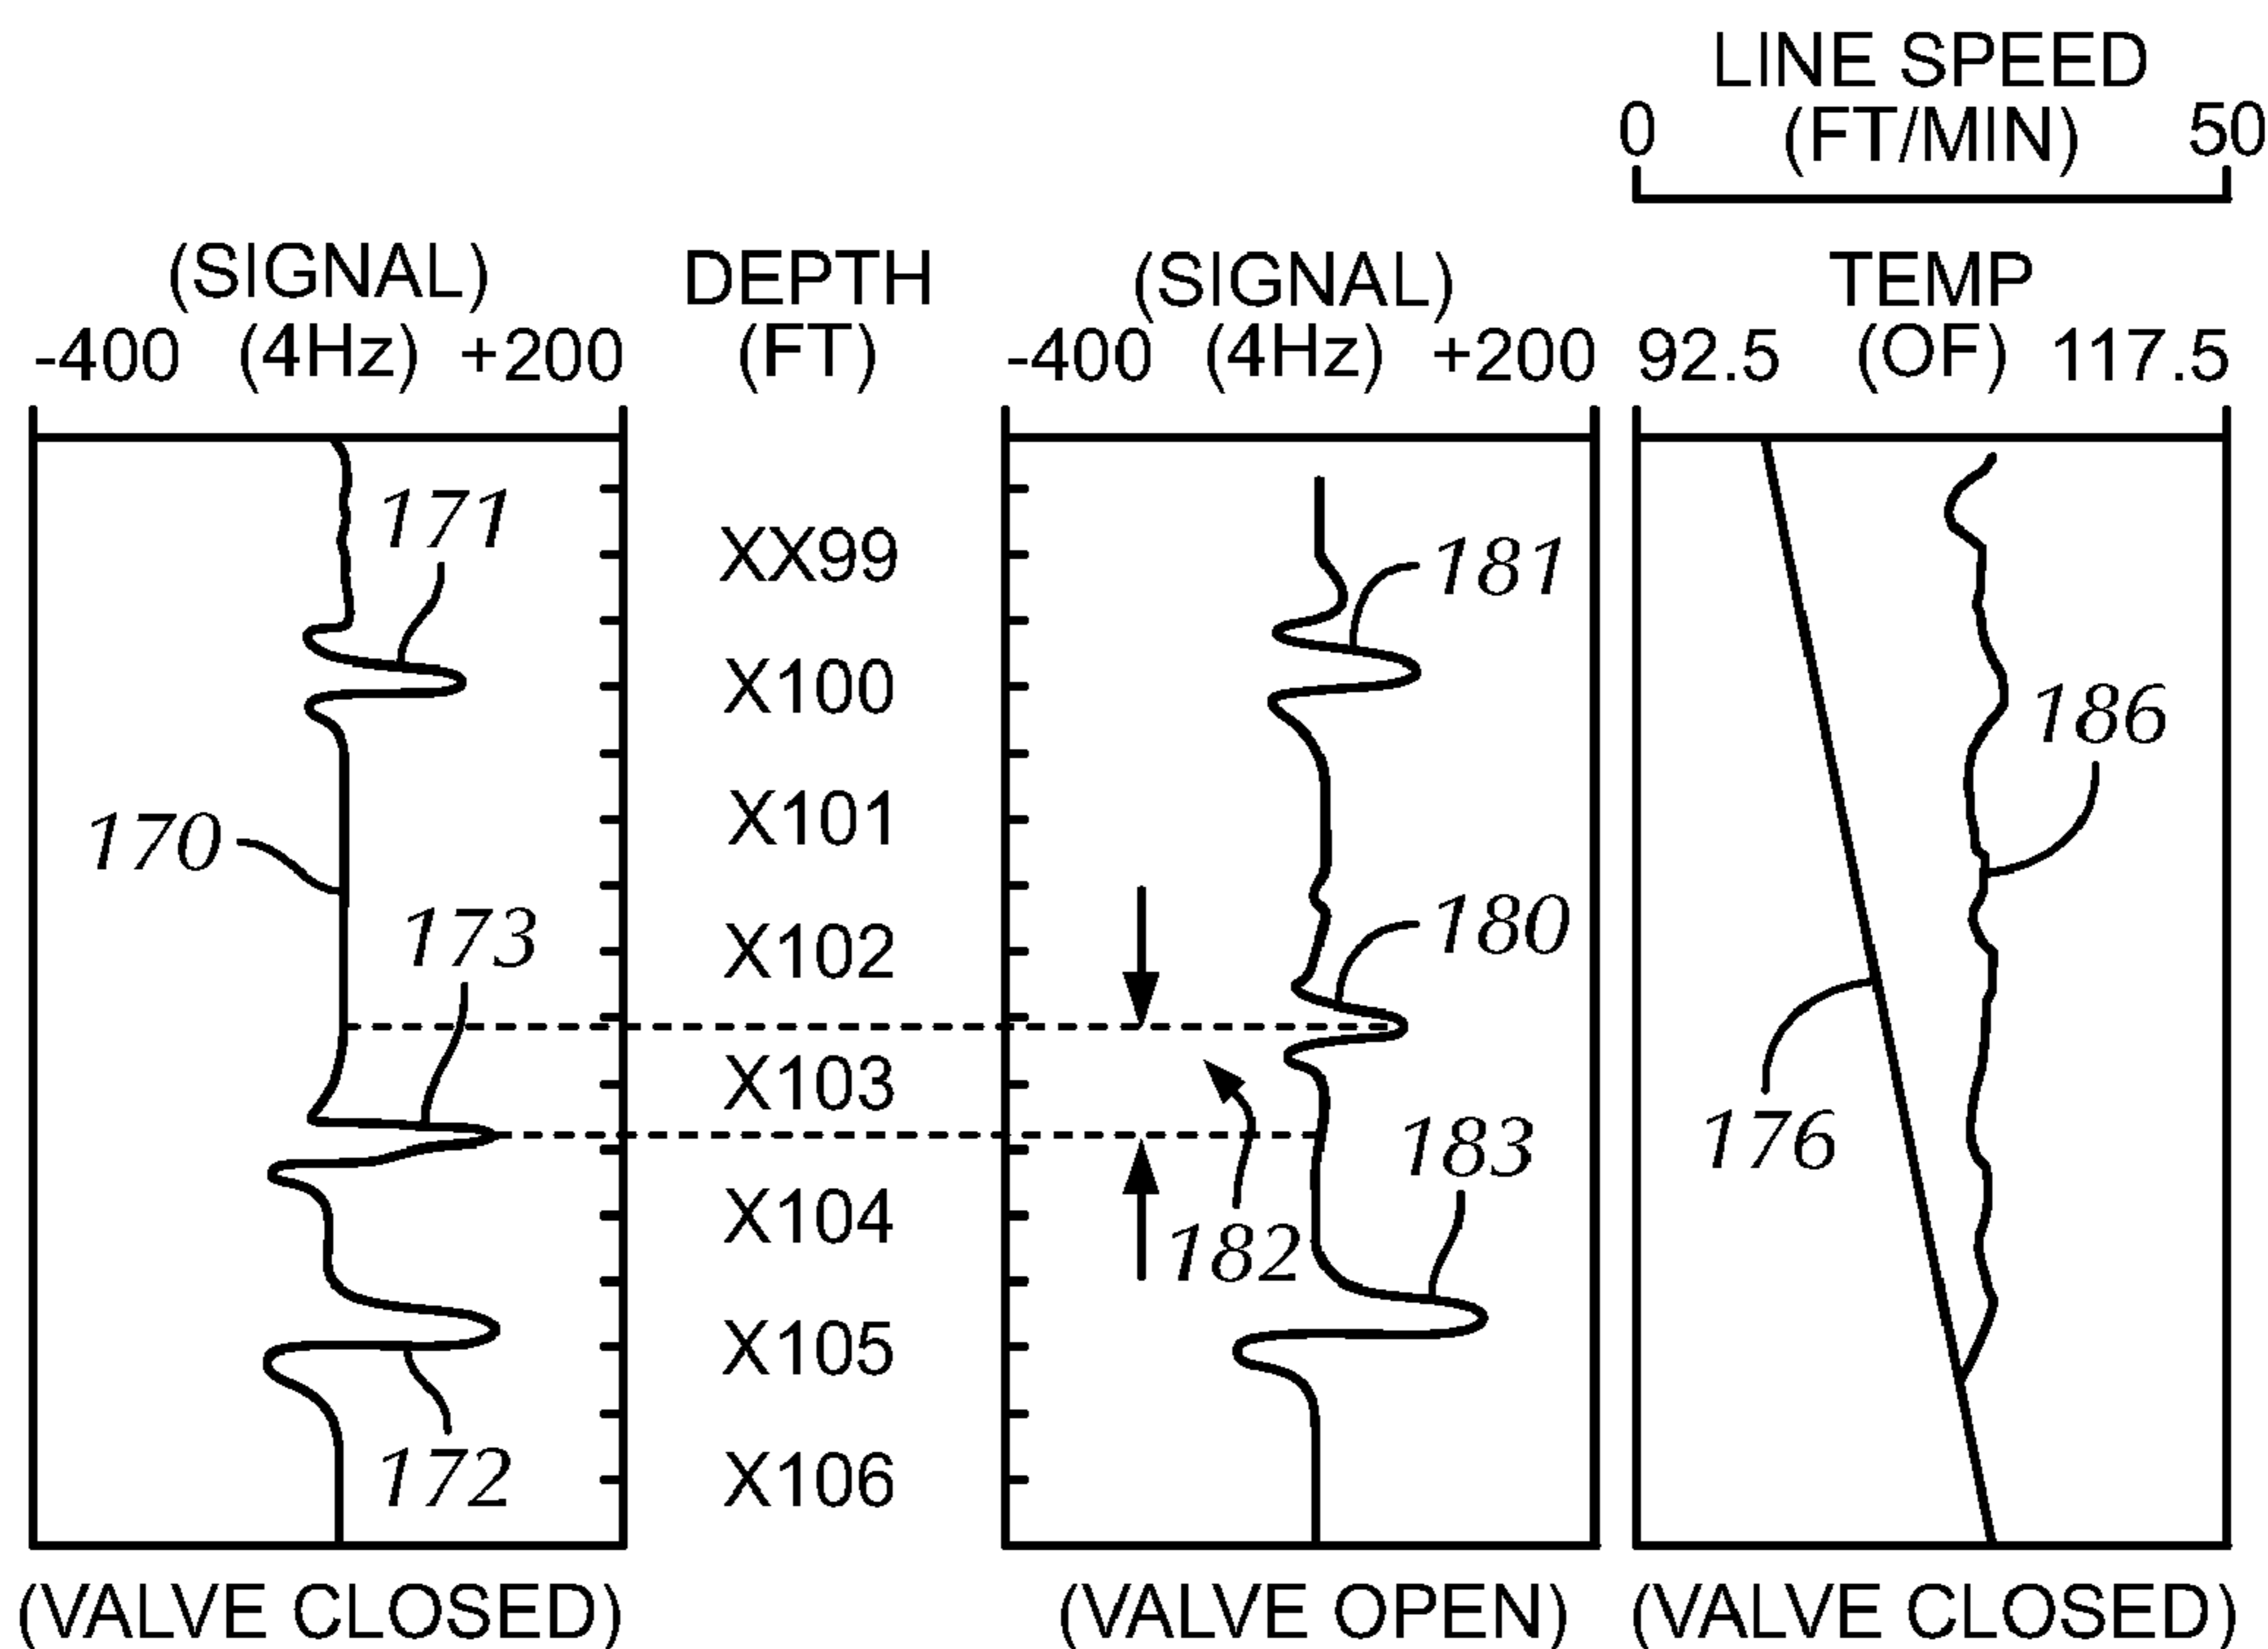 LINE SPEED
0 (FT/MIN) 50
(SIGNAL) DEPTH (SIGNAL) TEMP
-400 (4Hz) +200 (FT) -400 (4Hz) +200 92.5 (OF) 117.5
171
XX99 181
X100 186
170 X101
173 X102 180
X103
176 183
X104 182
X105
172 X106
(VALVE CLOSED) (VALVE OPEN) (VALVE CLOSED)